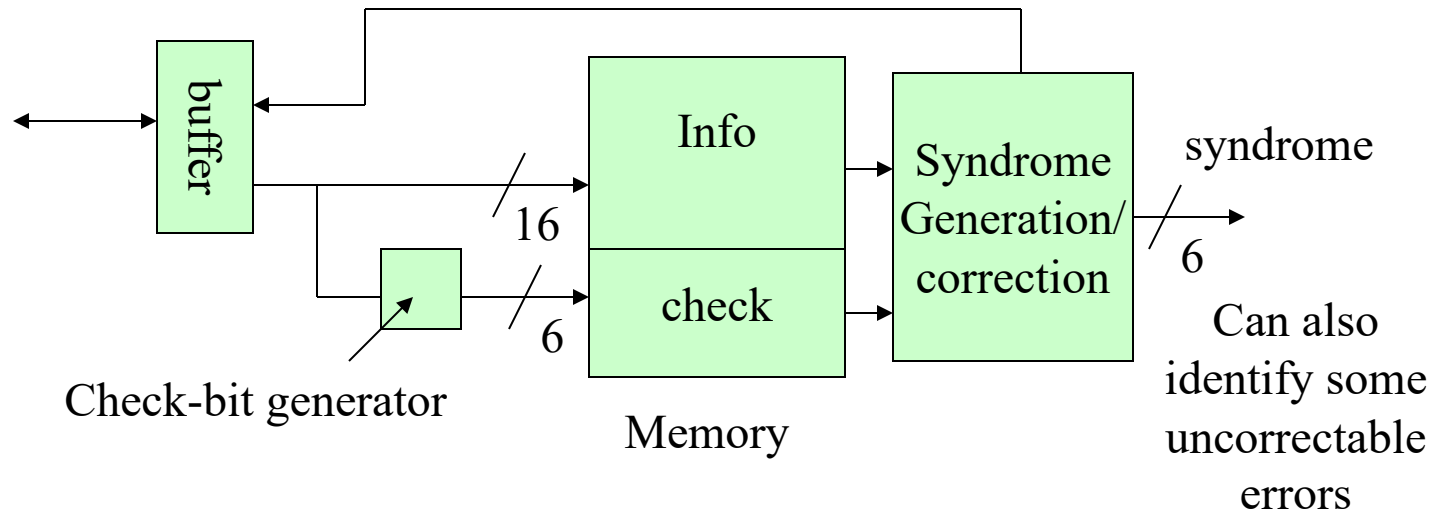 buffer
Info
16
check
6
Check-bit generator
Memory
Syndrome
Generation/
correction
syndrome
6
Can also
identify some
uncorrectable
errors